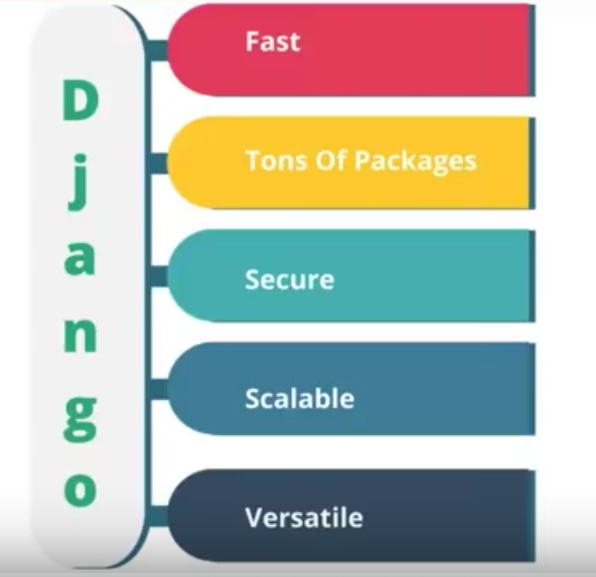 Django
Fast
Tons Of Packages
Secure
Scalable
Versatile